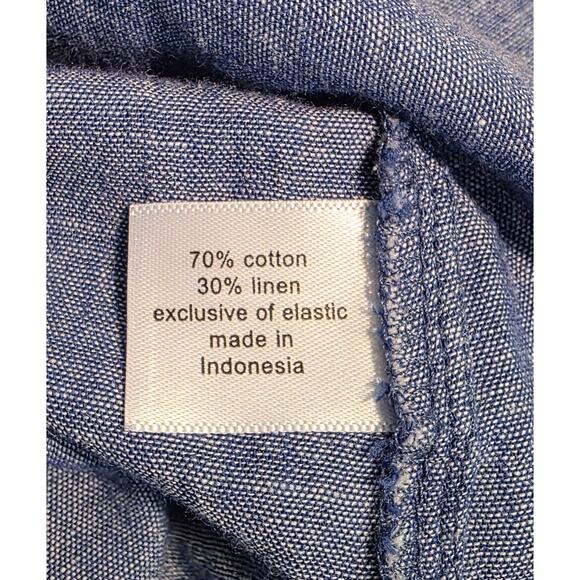 70% cotton
30% linen
exclusive of elastic
made in
Indonesia